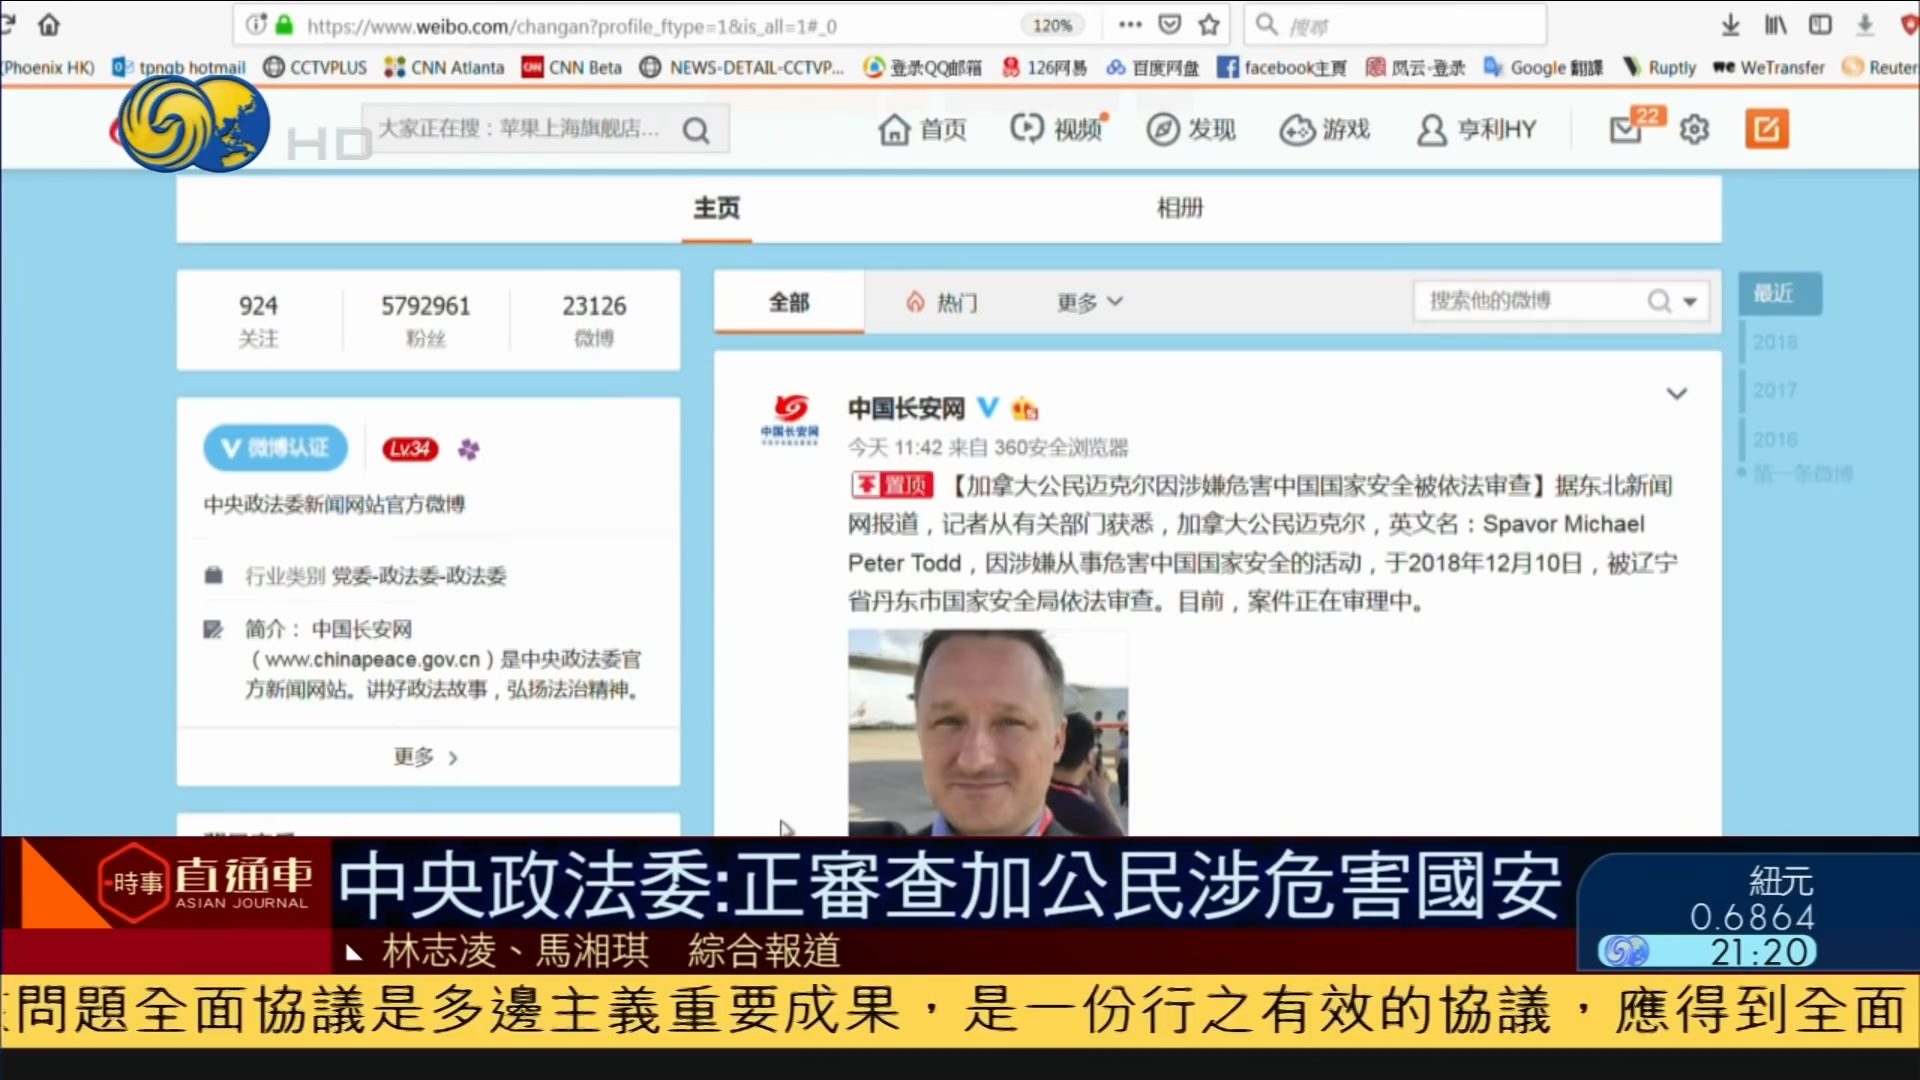 https://www.weibo.com/changan?profile_ftype=1&is_all=1#_0
120%
搜尋
Phoenix HK)
tpngb hotmail
CCTVPLUS
CNN Atlanta
CNN Beta
NEWS-DETAIL-CCTVP...
登录QQ邮箱
126网易
百度网盘
facebook主頁
凤云-登录
Google 翻譯
Ruptly
WeTransfer
Reuter
HD
大家正在搜：苹果上海旗舰店...
首页
视频
发现
游戏
亨利HY
22
主页
相册
924
关注
5792961
粉丝
23126
微博
全部
热门
更多
搜索他的微博
最近
2018
2017
2016
第一条微博
V 微博认证
Lv.34
中央政法委新闻网站官方微博
行业类别 党委-政法委-政法委
简介： 中国长安网
（www.chinapeace.gov.cn）是中央政法委官
方新闻网站。讲好政法故事，弘扬法治精神。
更多
中国长安网
中国长安网 V
今天 11:42 来自 360安全浏览器
置顶 【加拿大公民迈克尔因涉嫌危害中国国家安全被依法审查】据东北新闻
网报道，记者从有关部门获悉，加拿大公民迈克尔，英文名：Spavor Michael
Peter Todd，因涉嫌从事危害中国国家安全的活动，于2018年12月10日，被辽宁
省丹东市国家安全局依法审查。目前，案件正在审理中。
時事 直通車
ASIAN JOURNAL
中央政法委:正審查加公民涉危害國安
林志凌、馬湘琪 綜合報道
紐元
0.6864
21:20
問題全面協議是多邊主義重要成果，是一份行之有效的協議，應得到全面